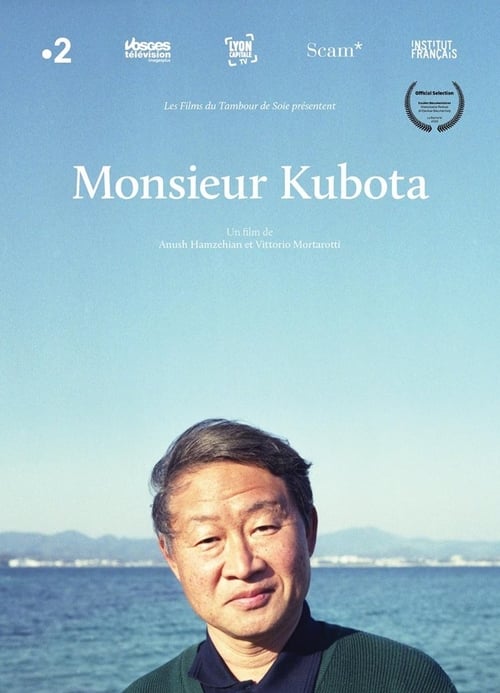 2
Vosges
télévision
LYON
CAPITALE
TV
Scam*
INSTITUT
FRANÇAIS
Official Selection
Les Films du Tambour de Soie présentent
Monsieur Kubota
Un film de
Anush Hamzehian et Vittorio Mortarotti